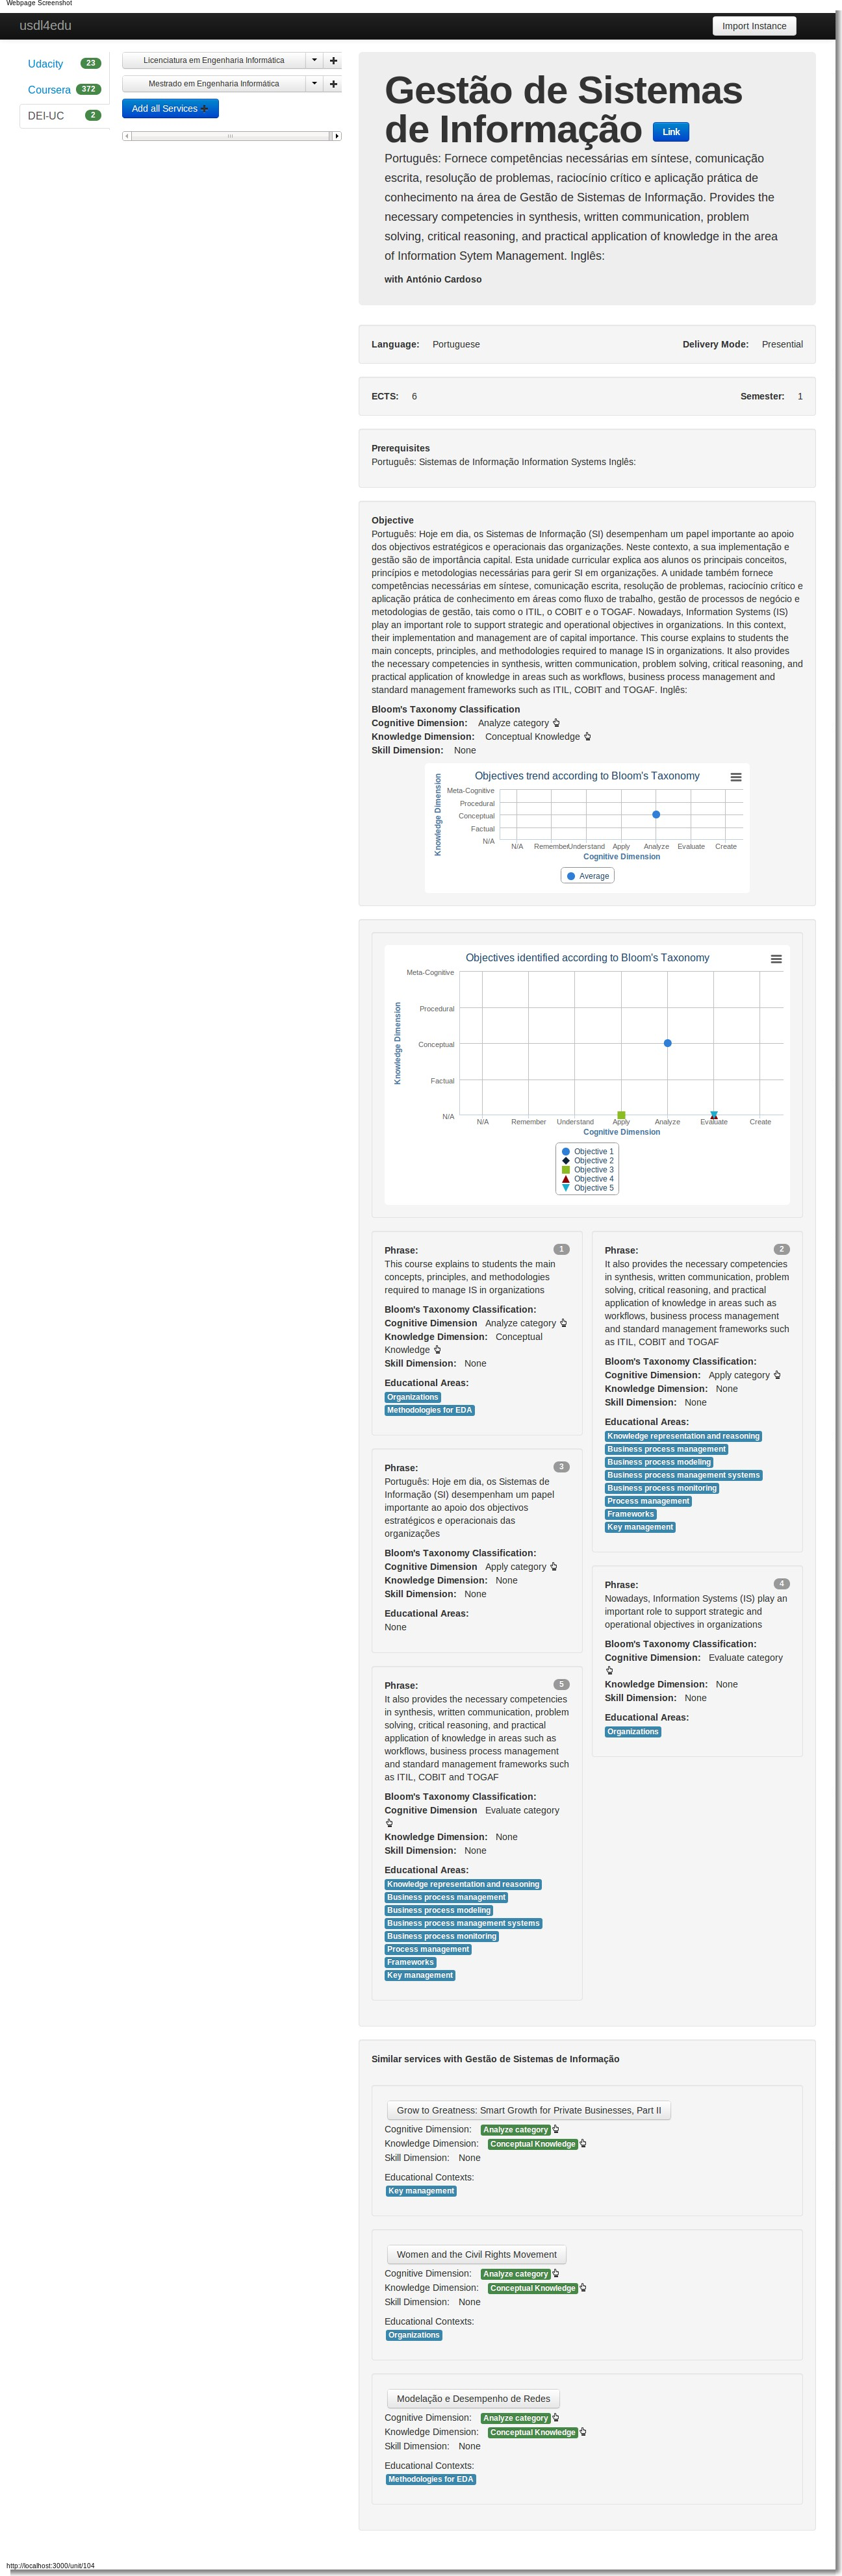 Webpage Screenshot
usdl4edu
Import Instance
Udacity 23
Coursera 372
DEI-UC 2
Licenciatura em Engenharia Informática
Mestrado em Engenharia Informática
Add all Services
Gestão de Sistemas
de Informação Link
Português: Fornece competências necessárias em síntese, comunicação
escrita, resolução de problemas, raciocínio crítico e aplicação prática de
conhecimento na área de Gestão de Sistemas de Informação. Provides the
necessary competencies in synthesis, written communication, problem
solving, critical reasoning, and practical application of knowledge in the area
of Information Sytem Management. Inglês:
with António Cardoso
Language: Portuguese Delivery Mode: Presential
ECTS: 6 Semester: 1
Prerequisites
Português: Sistemas de Informação Information Systems Inglês:
Objective
Português: Hoje em dia, os Sistemas de Informação (SI) desempenham um papel importante ao apoio
dos objectivos estratégicos e operacionais das organizações. Neste contexto, a sua implementação e
gestão são de importância capital. Esta unidade curricular explica aos alunos os principais conceitos,
princípios e metodologias necessárias para gerir SI em organizações. A unidade também fornece
competências necessárias em síntese, comunicação escrita, resolução de problemas, raciocínio crítico e
aplicação prática de conhecimento em áreas como fluxo de trabalho, gestão de processos de negócio e
metodologias de gestão, tais como o ITIL, o COBIT e o TOGAF. Nowadays, Information Systems (IS)
play an important role to support strategic and operational objectives in organizations. In this context,
their implementation and management are of capital importance. This course explains to students the
main concepts, principles, and methodologies required to manage IS in organizations. It also provides
the necessary competencies in synthesis, written communication, problem solving, critical reasoning, and
practical application of knowledge in areas such as workflows, business process management and
standard management frameworks such as ITIL, COBIT and TOGAF. Inglês:
Bloom's Taxonomy Classification
Cognitive Dimension: Analyze category
Knowledge Dimension: Conceptual Knowledge
Skill Dimension: None
Objectives trend according to Bloom's Taxonomy
Knowledge Dimension
Meta-Cognitive
Procedural
Conceptual
Factual
N/A
N/A Remember Understand Apply Analyze Evaluate Create
Cognitive Dimension
Average
Objectives identified according to Bloom's Taxonomy
Knowledge Dimension
Meta-Cognitive
Procedural
Conceptual
Factual
N/A
N/A Remember Understand Apply Analyze Evaluate Create
Cognitive Dimension
Objective 1
Objective 2
Objective 3
Objective 4
Objective 5
Phrase: 1
This course explains to students the main
concepts, principles, and methodologies
required to manage IS in organizations
Bloom's Taxonomy Classification:
Cognitive Dimension Analyze category
Knowledge Dimension: Conceptual
Knowledge
Skill Dimension: None
Educational Areas:
Organizations
Methodologies for EDA
Phrase: 2
It also provides the necessary competencies
in synthesis, written communication, problem
solving, critical reasoning, and practical
application of knowledge in areas such as
workflows, business process management
and standard management frameworks such
as ITIL, COBIT and TOGAF
Bloom's Taxonomy Classification:
Cognitive Dimension: Apply category
Knowledge Dimension: None
Skill Dimension: None
Educational Areas:
Knowledge representation and reasoning
Business process management
Business process modeling
Business process management systems
Business process monitoring
Process management
Frameworks
Key management
Phrase: 3
Português: Hoje em dia, os Sistemas de
Informação (SI) desempenham um papel
importante ao apoio dos objectivos
estratégicos e operacionais das
organizações
Bloom's Taxonomy Classification:
Cognitive Dimension Apply category
Knowledge Dimension: None
Skill Dimension: None
Educational Areas:
None
Phrase: 4
Nowadays, Information Systems (IS) play an
important role to support strategic and
operational objectives in organizations
Bloom's Taxonomy Classification:
Cognitive Dimension: Evaluate category
Knowledge Dimension: None
Skill Dimension: None
Educational Areas:
Organizations
Phrase: 5
It also provides the necessary competencies
in synthesis, written communication, problem
solving, critical reasoning, and practical
application of knowledge in areas such as
workflows, business process management
and standard management frameworks such
as ITIL, COBIT and TOGAF
Bloom's Taxonomy Classification:
Cognitive Dimension Evaluate category
Knowledge Dimension: None
Skill Dimension: None
Educational Areas:
Knowledge representation and reasoning
Business process management
Business process modeling
Business process management systems
Business process monitoring
Process management
Frameworks
Key management
Similar services with Gestão de Sistemas de Informação
Grow to Greatness: Smart Growth for Private Businesses, Part II
Cognitive Dimension: Analyze category
Knowledge Dimension: Conceptual Knowledge
Skill Dimension: None
Educational Contexts:
Key management
Women and the Civil Rights Movement
Cognitive Dimension: Analyze category
Knowledge Dimension: Conceptual Knowledge
Skill Dimension: None
Educational Contexts:
Organizations
Modelação e Desempenho de Redes
Cognitive Dimension: Analyze category
Knowledge Dimension: Conceptual Knowledge
Skill Dimension: None
Educational Contexts:
Methodologies for EDA
http://localhost:3000/unit/104